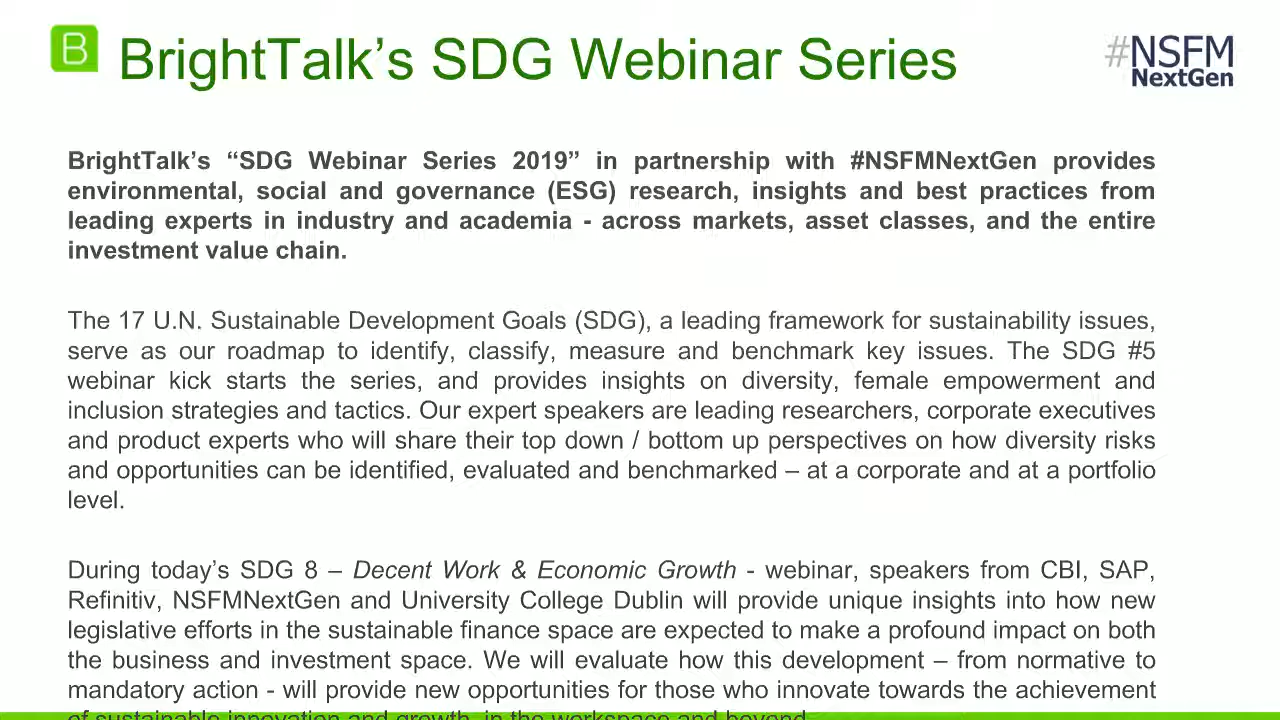 B
BrightTalk’s SDG Webinar Series
#NSFM
NextGen
BrightTalk’s “SDG Webinar Series 2019” in partnership with #NSFMNextGen provides
environmental, social and governance (ESG) research, insights and best practices from
leading experts in industry and academia - across markets, asset classes, and the entire
investment value chain.
The 17 U.N. Sustainable Development Goals (SDG), a leading framework for sustainability issues,
serve as our roadmap to identify, classify, measure and benchmark key issues. The SDG #5
webinar kick starts the series, and provides insights on diversity, female empowerment and
inclusion strategies and tactics. Our expert speakers are leading researchers, corporate executives
and product experts who will share their top down / bottom up perspectives on how diversity risks
and opportunities can be identified, evaluated and benchmarked – at a corporate and at a portfolio
level.
During today’s SDG 8 – Decent Work & Economic Growth - webinar, speakers from CBI, SAP,
Refinitiv, NSFMNextGen and University College Dublin will provide unique insights into how new
legislative efforts in the sustainable finance space are expected to make a profound impact on both
the business and investment space. We will evaluate how this development – from normative to
mandatory action - will provide new opportunities for those who innovate towards the achievement
of sustainable innovation and growth, in the workspace and beyond.